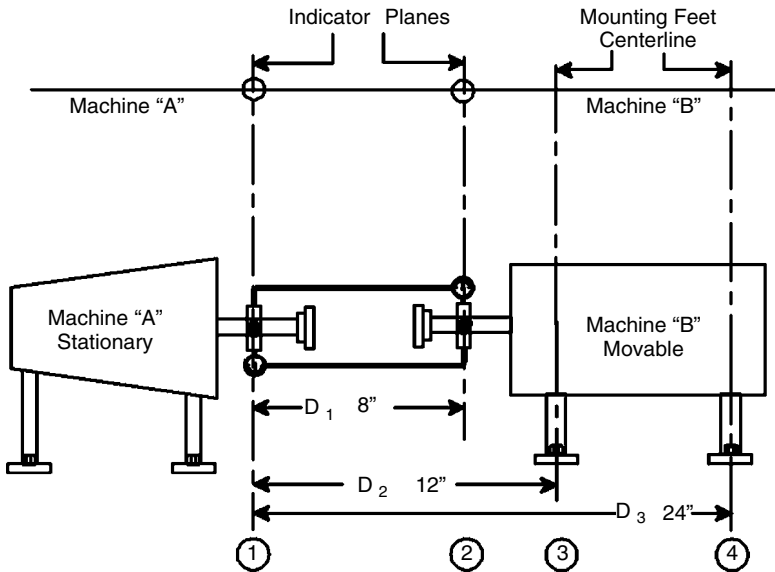 Indicator Planes
Mounting Feet
Centerline
Machine “A”
Machine “B”
Machine “A”
Stationary
Machine “B”
Movable
D 1 8”
D 2 12”
D 3 24”
1
2
3
4